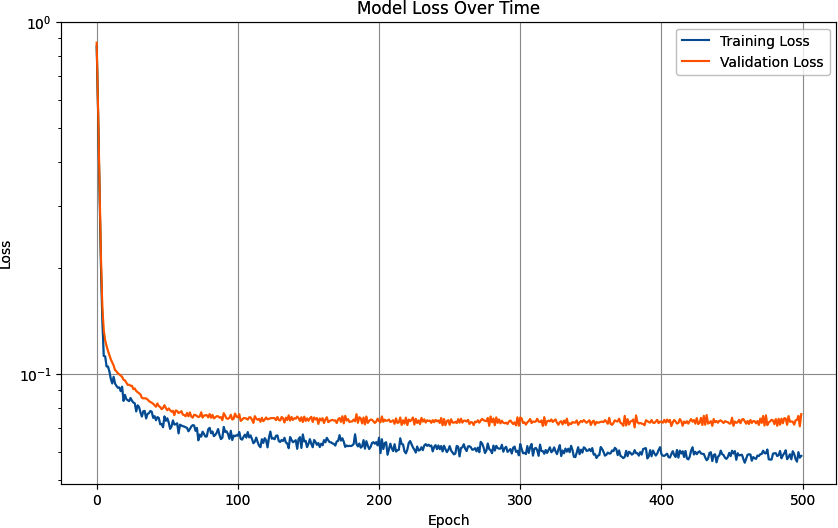 Model Loss Over Time
10⁰
Training Loss
Validation Loss
Loss
10⁻¹
0 100 200 300 400 500
Epoch